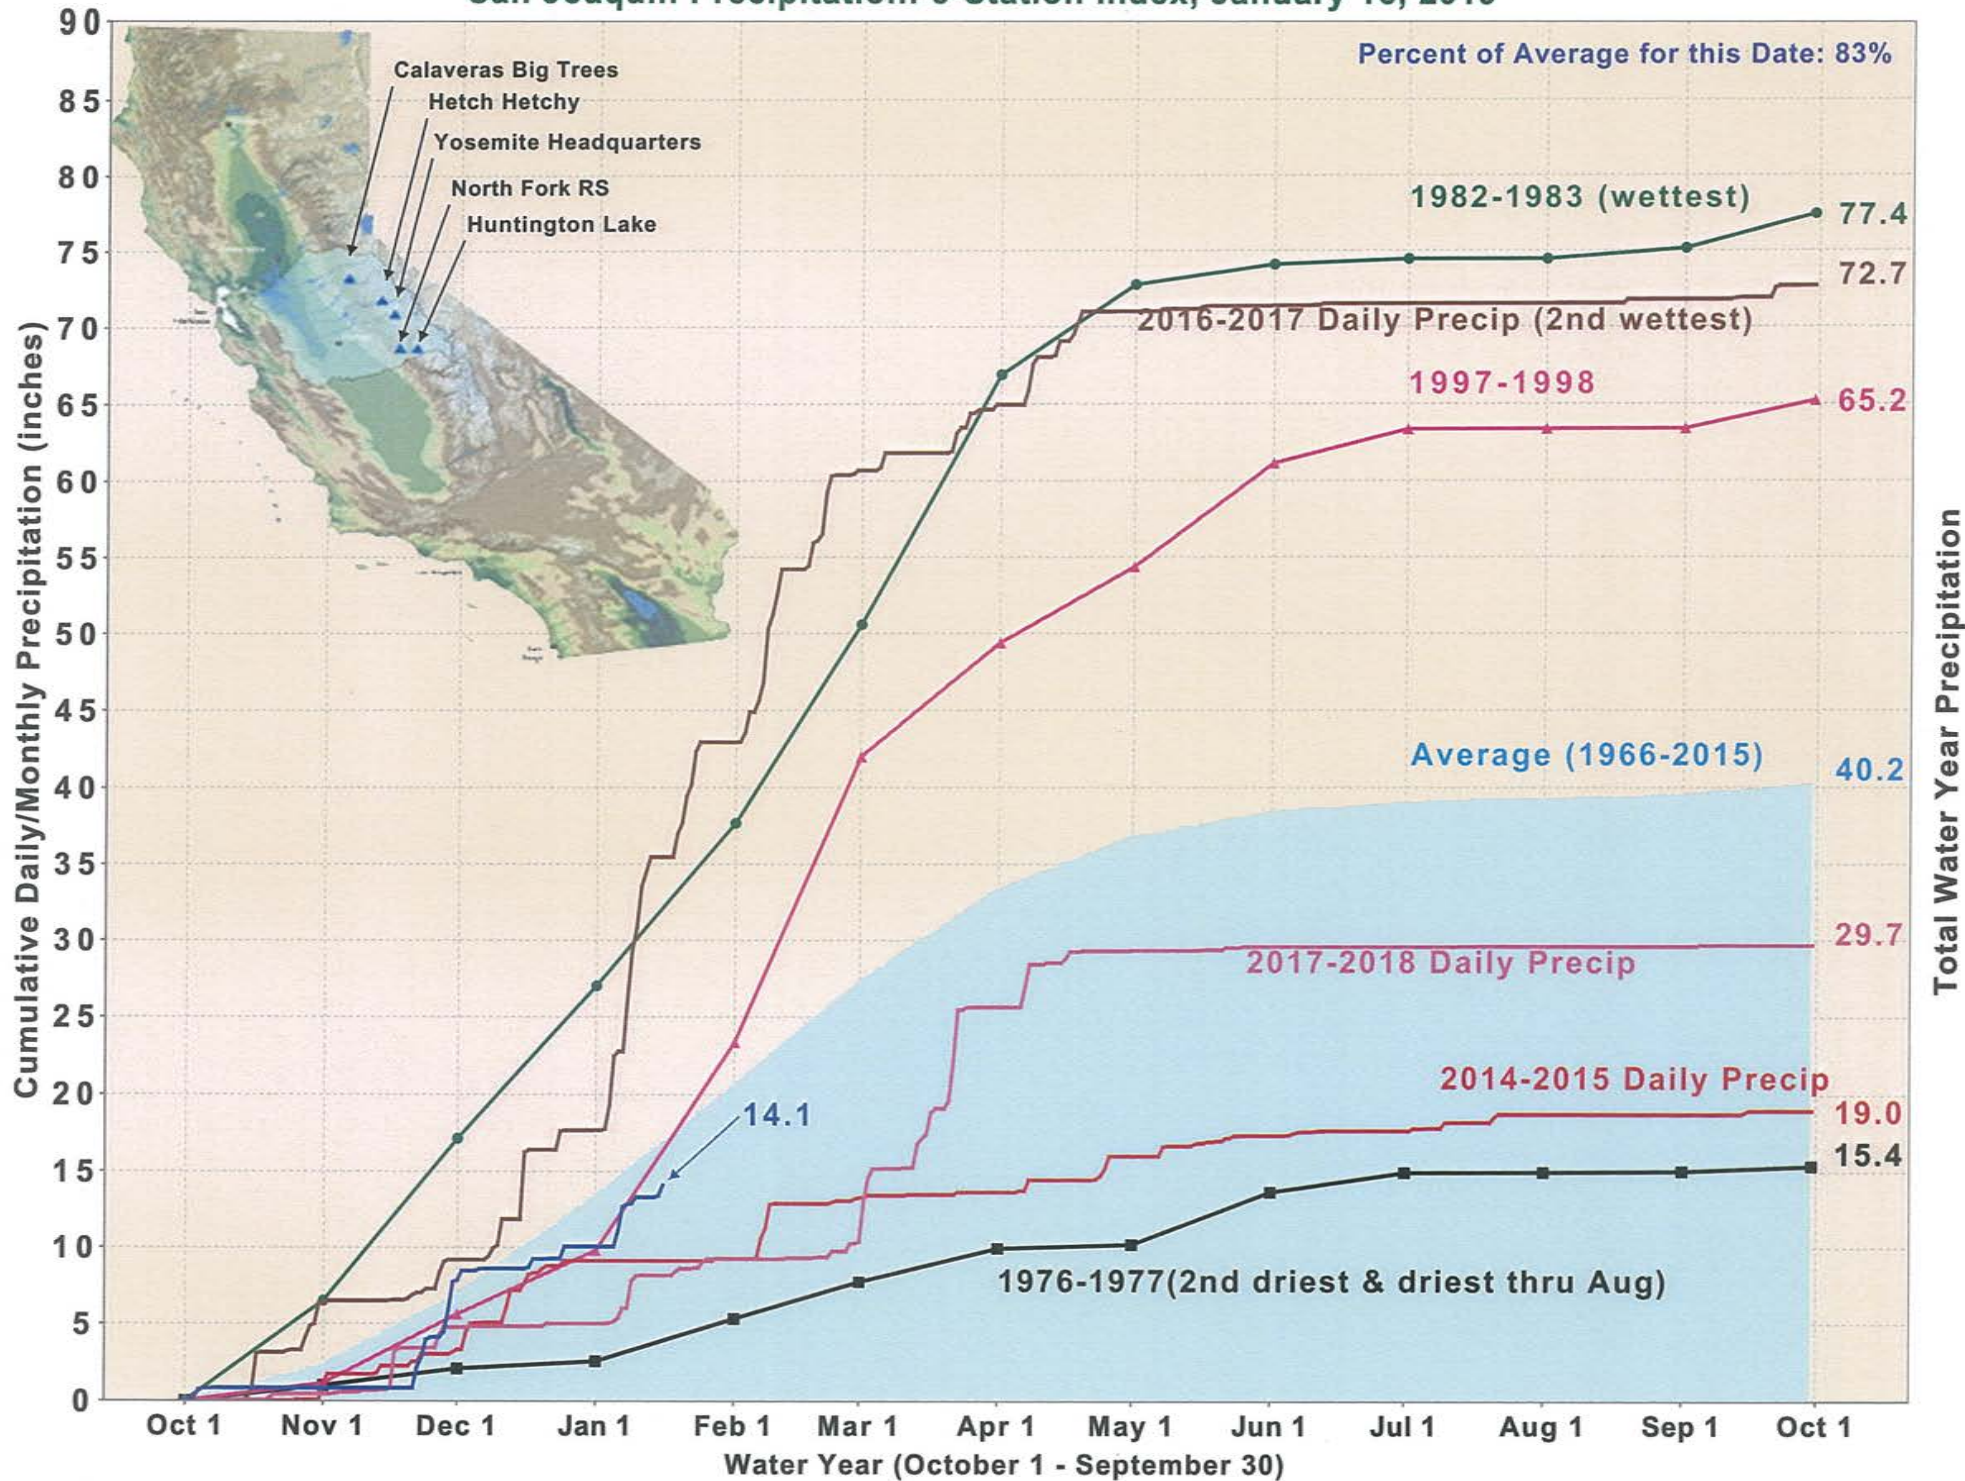 Percent of Average for this Date: 83%
Calaveras Big Trees
Hetch Hetchy
Yosemite Headquarters
North Fork RS
Huntington Lake
1982-1983 (wettest)
77.4
72.7
2016-2017 Daily Precip (2nd wettest)
1997-1998
65.2
Average (1966-2015)
40.2
29.7
2017-2018 Daily Precip
2014-2015 Daily Precip
19.0
14.1
15.4
1976-1977(2nd driest & driest thru Aug)
Cumulative Daily/Monthly Precipitation (inches)
90
85
80
75
70
65
60
55
50
45
40
35
30
25
20
15
10
5
0
Oct 1 Nov 1 Dec 1 Jan 1 Feb 1 Mar 1 Apr 1 May 1 Jun 1 Jul 1 Aug 1 Sep 1 Oct 1
Water Year (October 1 - September 30)
Total Water Year Precipitation